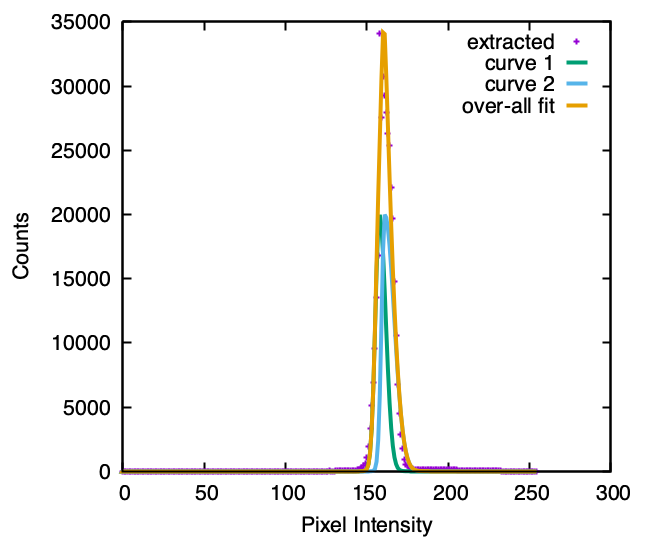 35000
30000
25000
20000
15000
10000
5000
0
Counts
extracted
curve 1
curve 2
over-all fit
0 50 100 150 200 250 300
Pixel Intensity